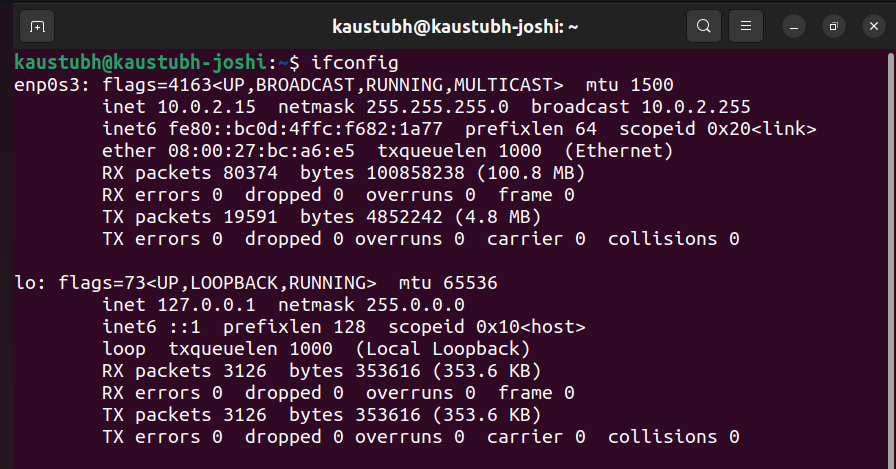 kaustubh@kaustubh-joshi: ~
kaustubh@kaustubh-joshi:~$ ifconfig
enp0s3: flags=4163<UP,BROADCAST,RUNNING,MULTICAST>  mtu 1500
        inet 10.0.2.15  netmask 255.255.255.0  broadcast 10.0.2.255
        inet6 fe80::bc0d:4ffc:f682:1a77  prefixlen 64  scopeid 0x20<link>
        ether 08:00:27:bc:a6:e5  txqueuelen 1000  (Ethernet)
        RX packets 80374  bytes 100858238 (100.8 MB)
        RX errors 0  dropped 0  overruns 0  frame 0
        TX packets 19591  bytes 4852242 (4.8 MB)
        TX errors 0  dropped 0 overruns 0  carrier 0  collisions 0

lo: flags=73<UP,LOOPBACK,RUNNING>  mtu 65536
        inet 127.0.0.1  netmask 255.0.0.0
        inet6 ::1  prefixlen 128  scopeid 0x10<host>
        loop  txqueuelen 1000  (Local Loopback)
        RX packets 3126  bytes 353616 (353.6 KB)
        RX errors 0  dropped 0  overruns 0  frame 0
        TX packets 3126  bytes 353616 (353.6 KB)
        TX errors 0  dropped 0 overruns 0  carrier 0  collisions 0